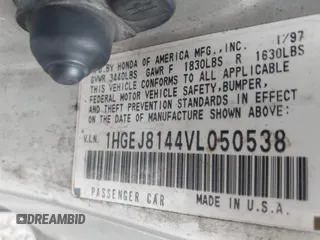 MFD. BY HONDA OF AMERICA MFG., INC. 1/97
GVWR 3440LBS GAWR F 1830LBS R 1630LBS
THIS VEHICLE CONFORMS TO ALL APPLICABLE
FEDERAL MOTOR VEHICLE SAFETY, BUMPER,
AND THEFT PREVENTION STANDARDS IN EFFECT
ON THE DATE OF MANUFACTURE SHOWN ABOVE.
V.I.N. 1HGEJ8144VL050538
PASSENGER CAR MADE IN U.S.A
DREAMBID